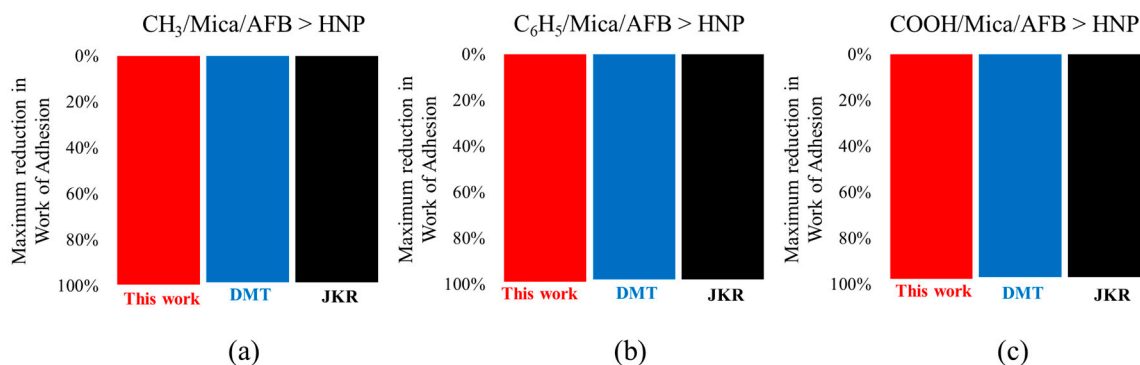 CH₃/Mica/AFB > HNP
Maximum reduction in
Work of Adhesion
0%
20%
40%
60%
80%
100%
This work
DMT
JKR
(a)
C₆H₅/Mica/AFB > HNP
Maximum reduction in
Work of Adhesion
0%
20%
40%
60%
80%
100%
This work
DMT
JKR
(b)
COOH/Mica/AFB > HNP
Maximum reduction in
Work of Adhesion
0%
20%
40%
60%
80%
100%
This work
DMT
JKR
(c)